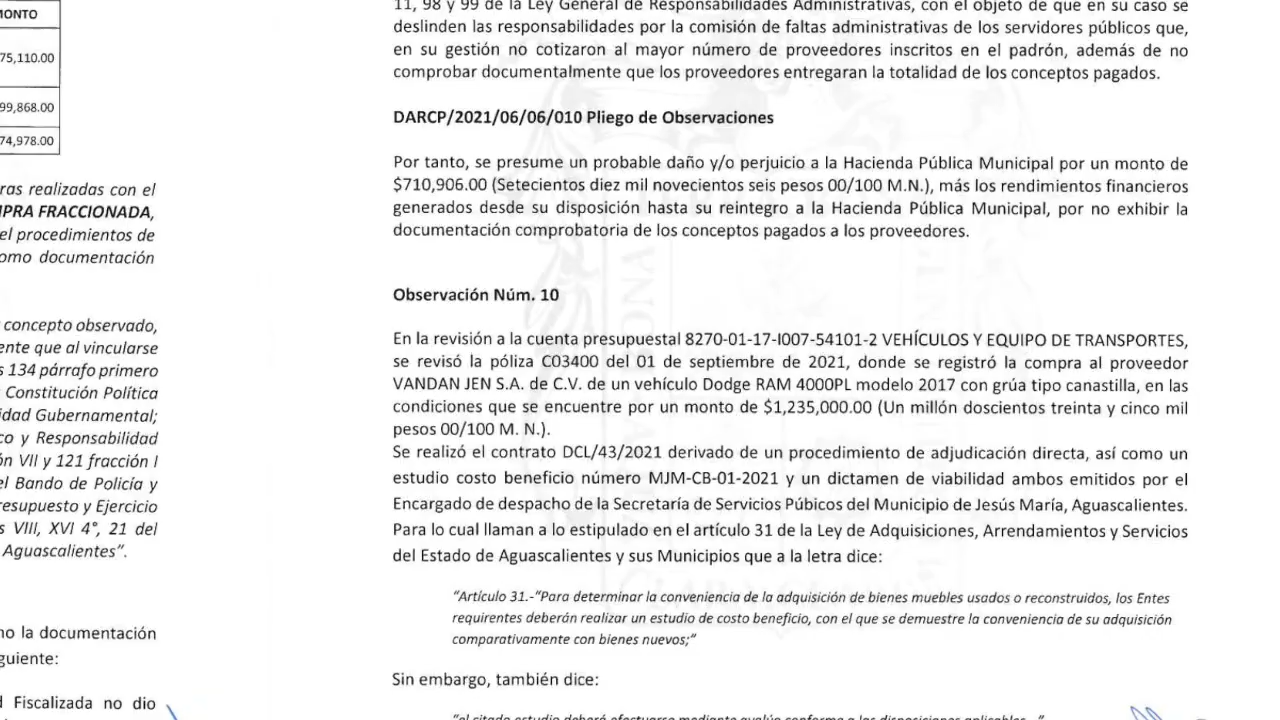 MONTO
75,110.00
99,868.00
74,978.00
ras realizadas con el
MPRA FRACCIONADA,
el procedimientos de
omo documentación
concepto observado,
ente que al vincularse
s 134 párrafo primero
Constitución Política
idad Gubernamental;
co y Responsabilidad
ón VII y 121 fracción I
el Bando de Policía y
resupuesto y Ejercicio
s VIII, XVI 4°, 21 del
Aguascalientes”.
no la documentación
guiente:
d Fiscalizada no dio
11, 98 y 99 de la Ley General de Responsabilidades Administrativas, con el objeto de que en su caso se
deslinden las responsabilidades por la comisión de faltas administrativas de los servidores públicos que,
en su gestión no cotizaron al mayor número de proveedores inscritos en el padrón, además de no
comprobar documentalmente que los proveedores entregaran la totalidad de los conceptos pagados.
DARCP/2021/06/06/010 Pliego de Observaciones
Por tanto, se presume un probable daño y/o perjuicio a la Hacienda Pública Municipal por un monto de
$710,906.00 (Setecientos diez mil novecientos seis pesos 00/100 M.N.), más los rendimientos financieros
generados desde su disposición hasta su reintegro a la Hacienda Pública Municipal, por no exhibir la
documentación comprobatoria de los conceptos pagados a los proveedores.
Observación Núm. 10
En la revisión a la cuenta presupuestal 8270-01-17-I007-54101-2 VEHÍCULOS Y EQUIPO DE TRANSPORTES,
se revisó la póliza C03400 del 01 de septiembre de 2021, donde se registró la compra al proveedor
VANDAN JEN S.A. de C.V. de un vehículo Dodge RAM 4000PL modelo 2017 con grúa tipo canastilla, en las
condiciones que se encuentre por un monto de $1,235,000.00 (Un millón doscientos treinta y cinco mil
pesos 00/100 M. N.).
Se realizó el contrato DCL/43/2021 derivado de un procedimiento de adjudicación directa, así como un
estudio costo beneficio número MJM-CB-01-2021 y un dictamen de viabilidad ambos emitidos por el
Encargado de despacho de la Secretaría de Servicios Púbicos del Municipio de Jesús María, Aguascalientes.
Para lo cual llaman a lo estipulado en el artículo 31 de la Ley de Adquisiciones, Arrendamientos y Servicios
del Estado de Aguascalientes y sus Municipios que a la letra dice:
“Artículo 31.-“Para determinar la conveniencia de la adquisición de bienes muebles usados o reconstruidos, los Entes
requirentes deberán realizar un estudio de costo beneficio, con el que se demuestre la conveniencia de su adquisición
comparativamente con bienes nuevos;”
Sin embargo, también dice:
“el citado estudio deberá efectuarse mediante avalúo conforme a las disposiciones aplicables...”